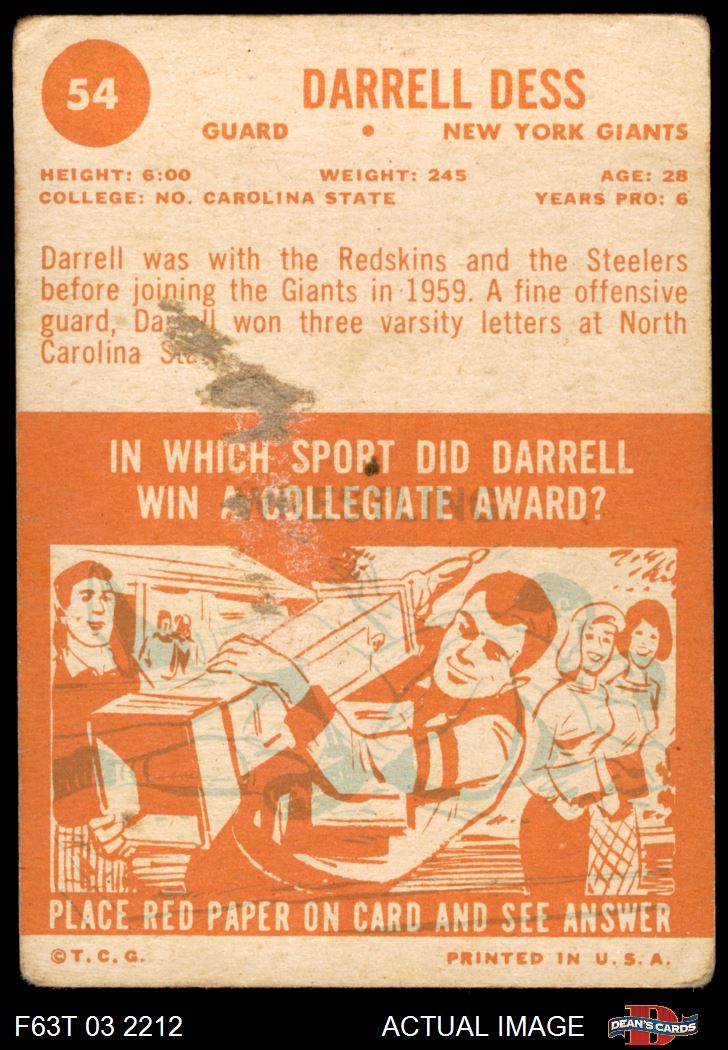 54
DARRELL DESS
GUARD • NEW YORK GIANTS
HEIGHT: 6:00 WEIGHT: 245 AGE: 28
COLLEGE: NO. CAROLINA STATE YEARS PRO: 6
Darrell was with the Redskins and the Steelers
before joining the Giants in 1959. A fine offensive
guard, Darrell won three varsity letters at North
Carolina
IN WHICH SPORT DID DARRELL
WIN A COLLEGIATE AWARD?
WRESTLING.
PLACE RED PAPER ON CARD AND SEE ANSWER
©T.C.G. PRINTED IN U.S.A.
F63T 03 2212 ACTUAL IMAGE
D
DEAN'S CARDS